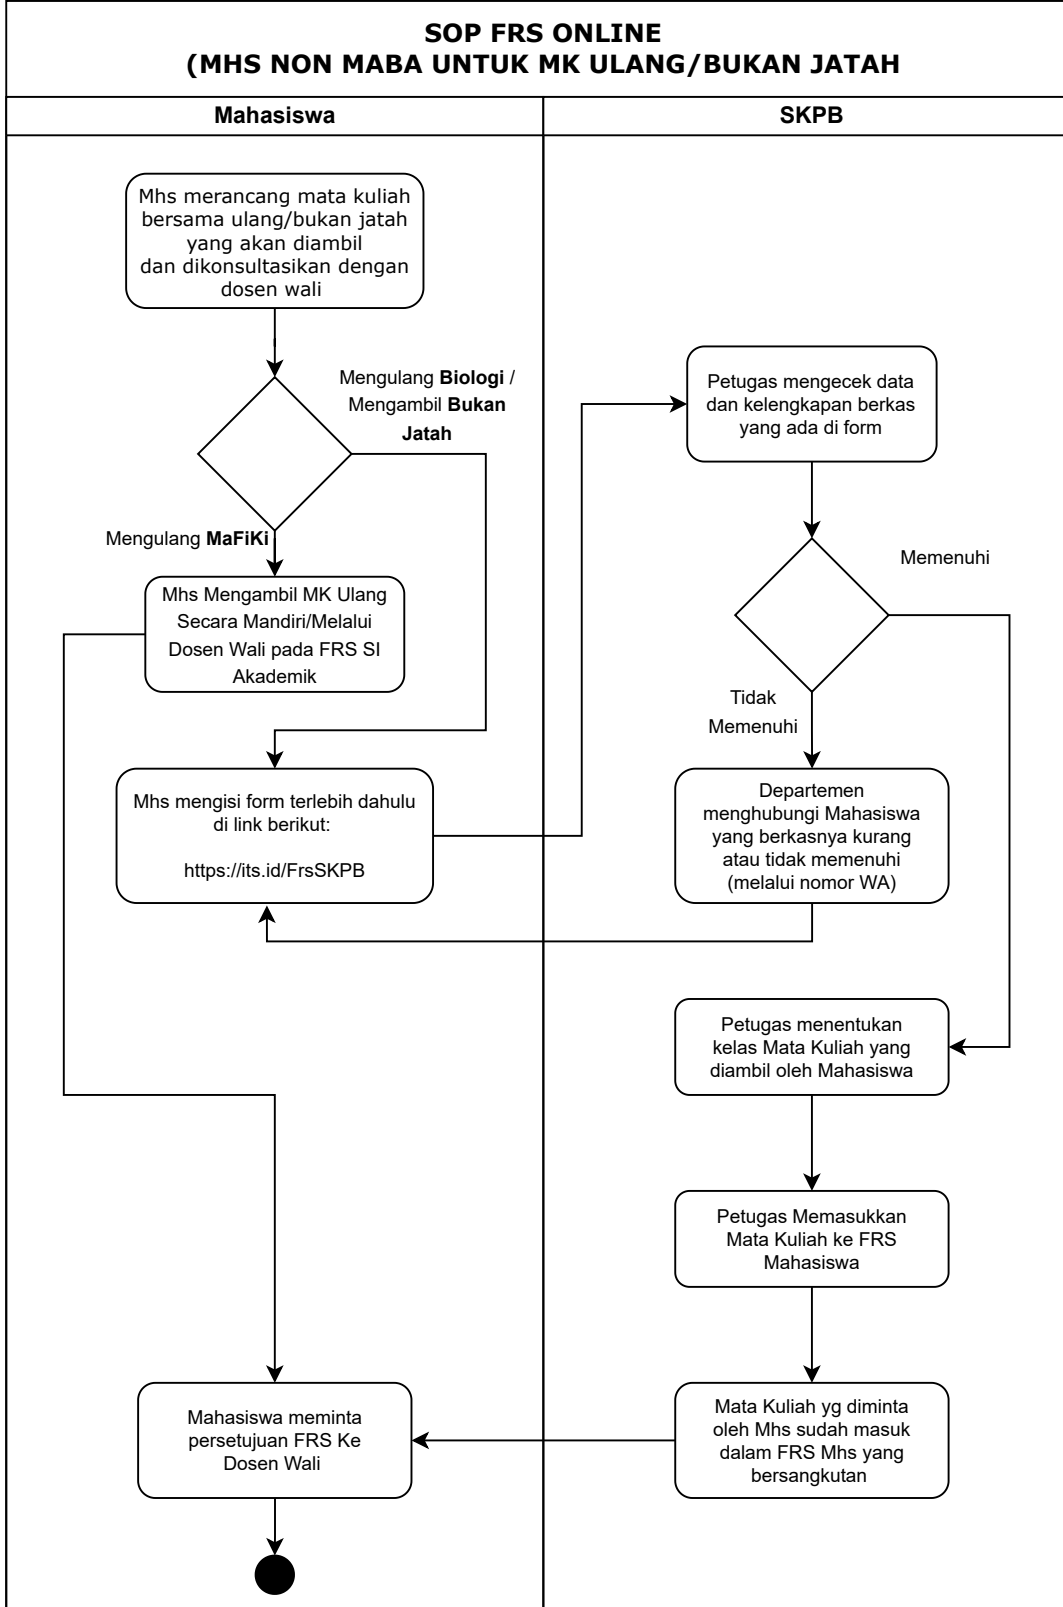 SOP FRS ONLINE
(MHS NON MABA UNTUK MK ULANG/BUKAN JATAH
Mahasiswa
SKPB
Mhs merancang mata kuliah
bersama ulang/bukan jatah
yang akan diambil
dan dikonsultasikan dengan
dosen wali
Mengulang Biologi /
Mengambil Bukan
Jatah
Mengulang MaFiKi
Mhs Mengambil MK Ulang
Secara Mandiri/Melalui
Dosen Wali pada FRS SI
Akademik
Mhs mengisi form terlebih dahulu
di link berikut:
https://its.id/FrsSKPB
Petugas mengecek data
dan kelengkapan berkas
yang ada di form
Memenuhi
Tidak
Memenuhi
Departemen
menghubungi Mahasiswa
yang berkasnya kurang
atau tidak memenuhi
(melalui nomor WA)
Petugas menentukan
kelas Mata Kuliah yang
diambil oleh Mahasiswa
Petugas Memasukkan
Mata Kuliah ke FRS
Mahasiswa
Mata Kuliah yg diminta
oleh Mhs sudah masuk
dalam FRS Mhs yang
bersangkutan
Mahasiswa meminta
persetujuan FRS Ke
Dosen Wali